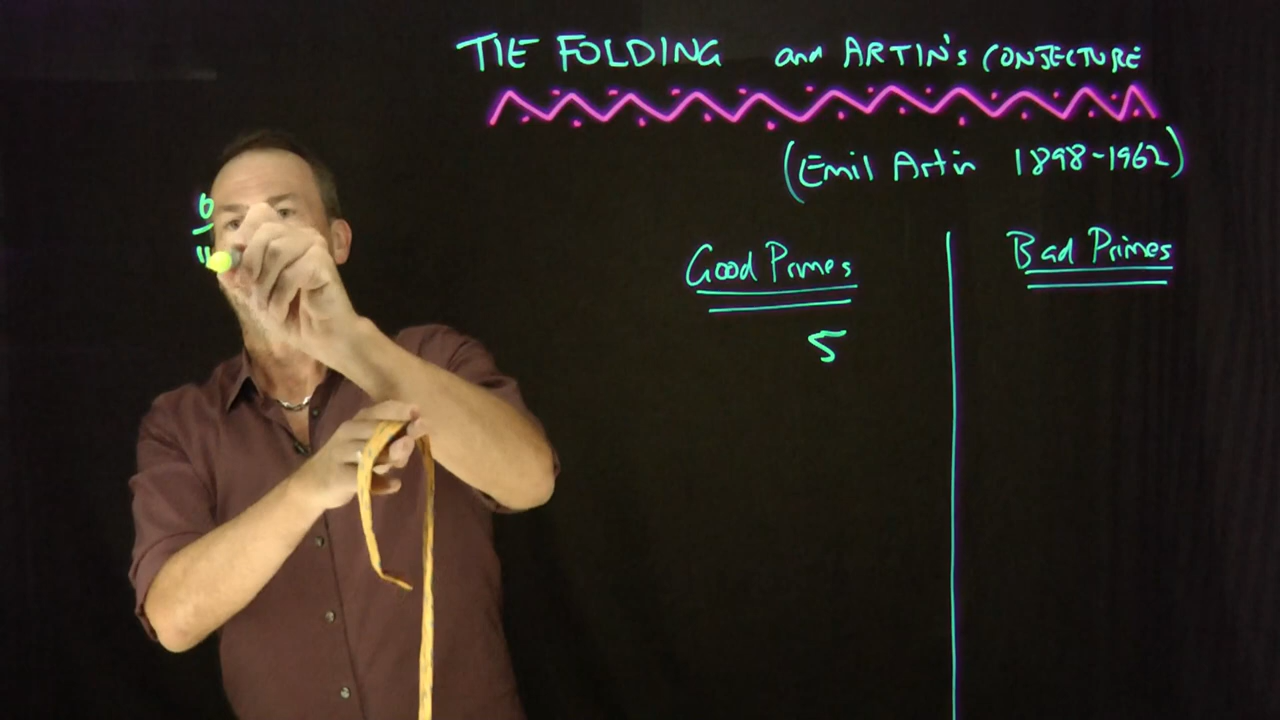 TIE FOLDING and ARTIN's CONJECTURE
(Emil Artin 1898-1962)
Good Primes
Bad Primes
5